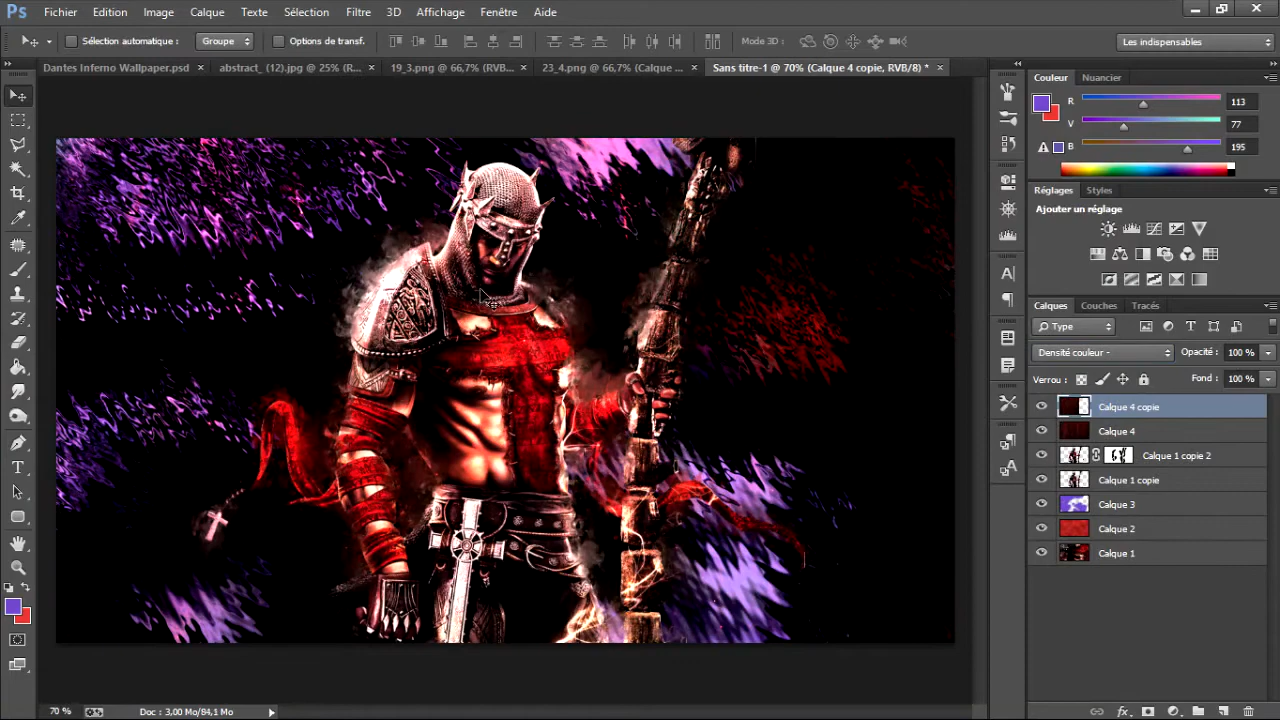 Ps Fichier Edition Image Calque Texte Sélection Filtre 3D Affichage Fenêtre Aide
Sélection automatique : Groupe Options de transf. Mode 3D : Les indispensables
Dantes Inferno Wallpaper.psd × abstract_ (12).jpg @ 25% (R... × 19_3.png @ 66,7% (RVB... × 23_4.png @ 66,7% (Calque ... × Sans titre-1 @ 70% (Calque 4 copie, RVB/8) * ×
Couleur Nuancier
R 113
V 77
B 195
Réglages Styles
Ajouter un réglage
Calques Couches Tracés
Type
Densité couleur - Opacité : 100 %
Verrou : Fond : 100 %
Calque 4 copie
Calque 4
Calque 1 copie 2
Calque 1 copie
Calque 3
Calque 2
Calque 1
70 % Doc : 3,00 Mo/84,1 Mo